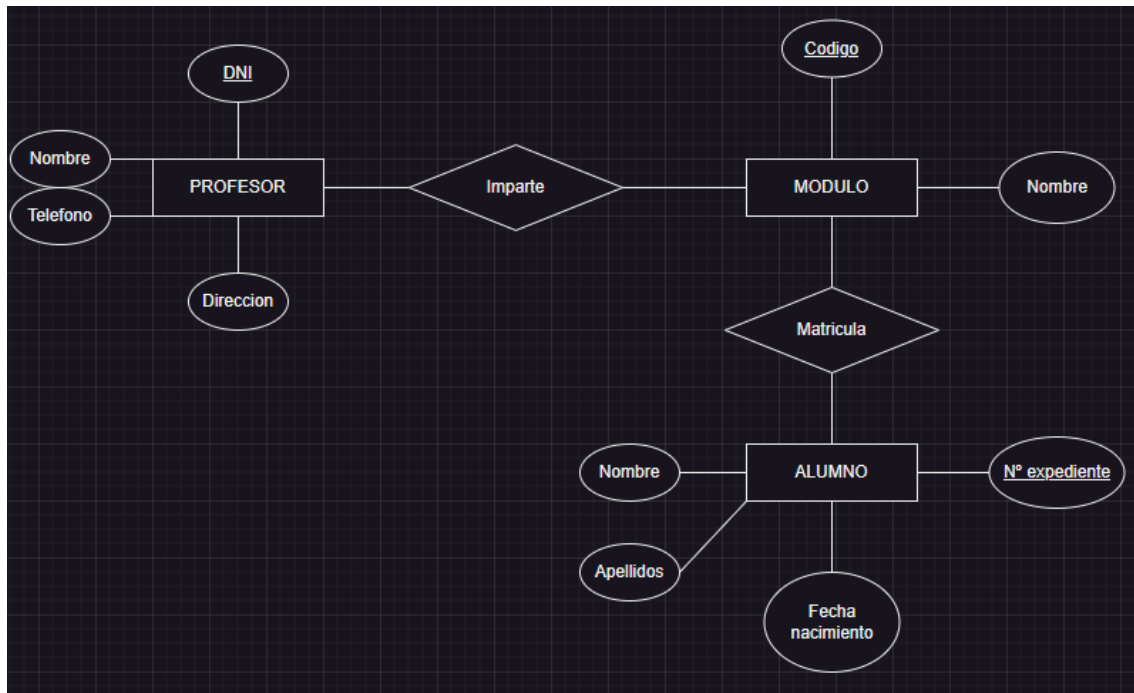 Codigo
DNI
Nombre
PROFESOR
Imparte
MODULO
Nombre
Telefono
Direccion
Matricula
Nombre
ALUMNO
Nº expediente
Apellidos
Fecha
nacimiento